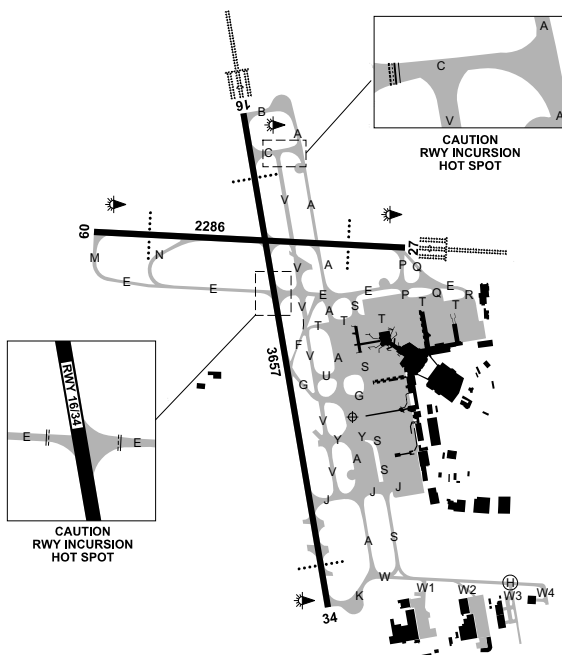 A
C
V
A
CAUTION
RWY INCURSION
HOT SPOT
16
B
A
C
V
A
09
2286
27
M
N
E
E
V
A
P
Q
E
S
E
P
T
Q
E
R
V
A
T
T
T
T
I
F
V
3657
A
S
G
U
G
V
Y
Y
S
V
A
S
J
J
J
A
S
K
W
34
W1
W2
H
W3
W4
RWY 16/34
E
E
CAUTION
RWY INCURSION
HOT SPOT